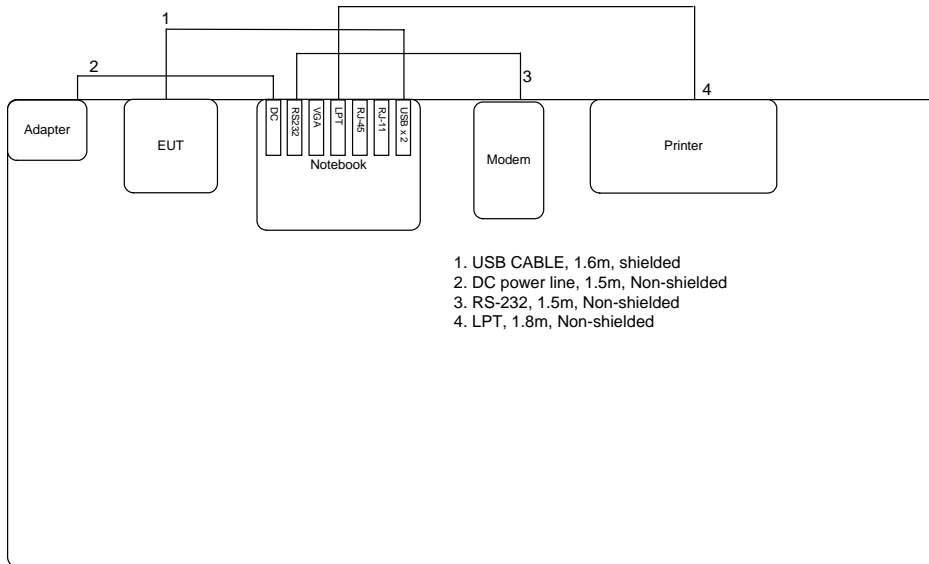 1
2
3
4
Adapter
EUT
DC
RS232
VGA
LPT
RJ-45
RJ-11
USB x 2
Notebook
Modem
Printer
1. USB CABLE, 1.6m, shielded
2. DC power line, 1.5m, Non-shielded
3. RS-232, 1.5m, Non-shielded
4. LPT, 1.8m, Non-shielded